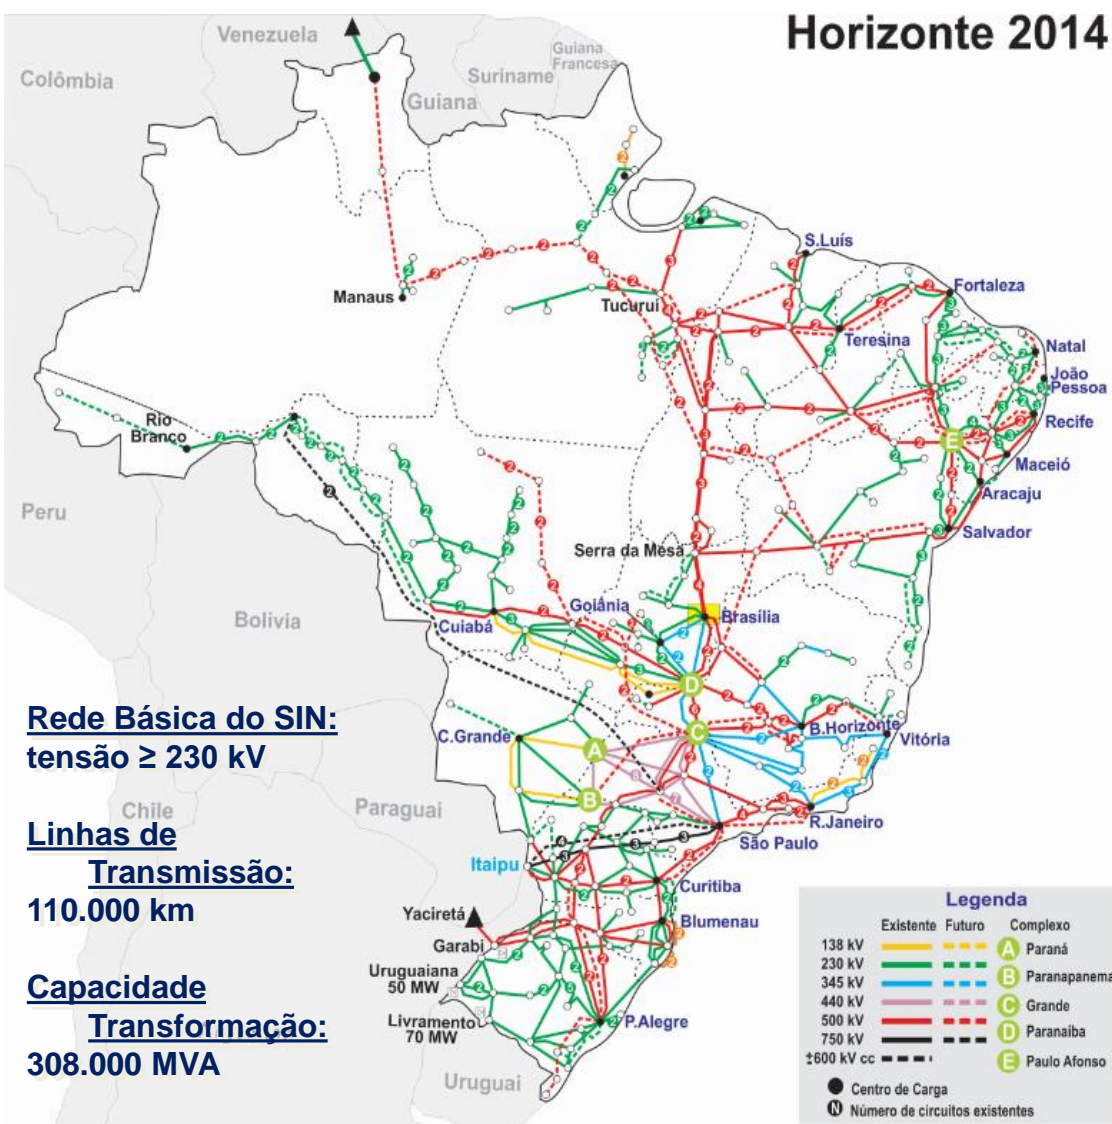 Horizonte 2014
Venezuela
Colômbia
Suriname
Guiana
Francesa
Guiana
Manaus
Tucuruí
S.Luís
Fortaleza
Teresina
Natal
João
Pessoa
Recife
Maceió
Aracaju
Salvador
Rio
Branco
Peru
Serra da Mesa
Bolivia
Cuiabá
Goiânia
Brasília
C.Grande
B.Horizonte
Vitória
R.Janeiro
São Paulo
Chile
Paraguai
Itaipu
Curitiba
Blumenau
Yaciretá
Garabi
Uruguaiana
50 MW
Livramento
70 MW
P.Alegre
Uruguai
A
B
C
D
E
Rede Básica do SIN:
tensão ≥ 230 kV
Linhas de
Transmissão:
110.000 km
Capacidade
Transformação:
308.000 MVA
Legenda
Existente Futuro Complexo
138 kV A Paraná
230 kV B Paranapanema
345 kV
440 kV C Grande
500 kV D Paranaíba
750 kV
±600 kV cc E Paulo Afonso
Centro de Carga
N Número de circuitos existentes